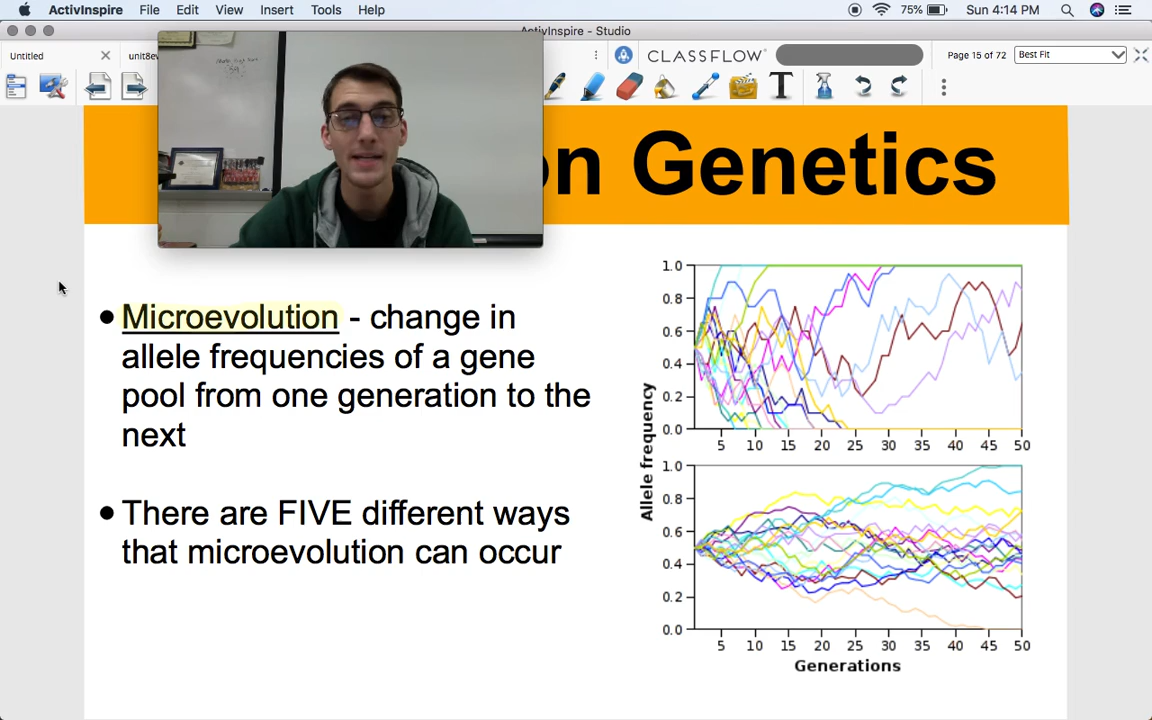 ActivInspire File Edit View Insert Tools Help 75% Sun 4:14 PM
ActivInspire - Studio
Untitled unit8ev CLASSFLOW Page 15 of 72 Best Fit
on Genetics
• Microevolution - change in
allele frequencies of a gene
pool from one generation to the
next
• There are FIVE different ways
that microevolution can occur
Allele frequency
1.0
0.8
0.6
0.4
0.2
0.0
5 10 15 20 25 30 35 40 45 50
1.0
0.8
0.6
0.4
0.2
0.0
5 10 15 20 25 30 35 40 45 50
Generations